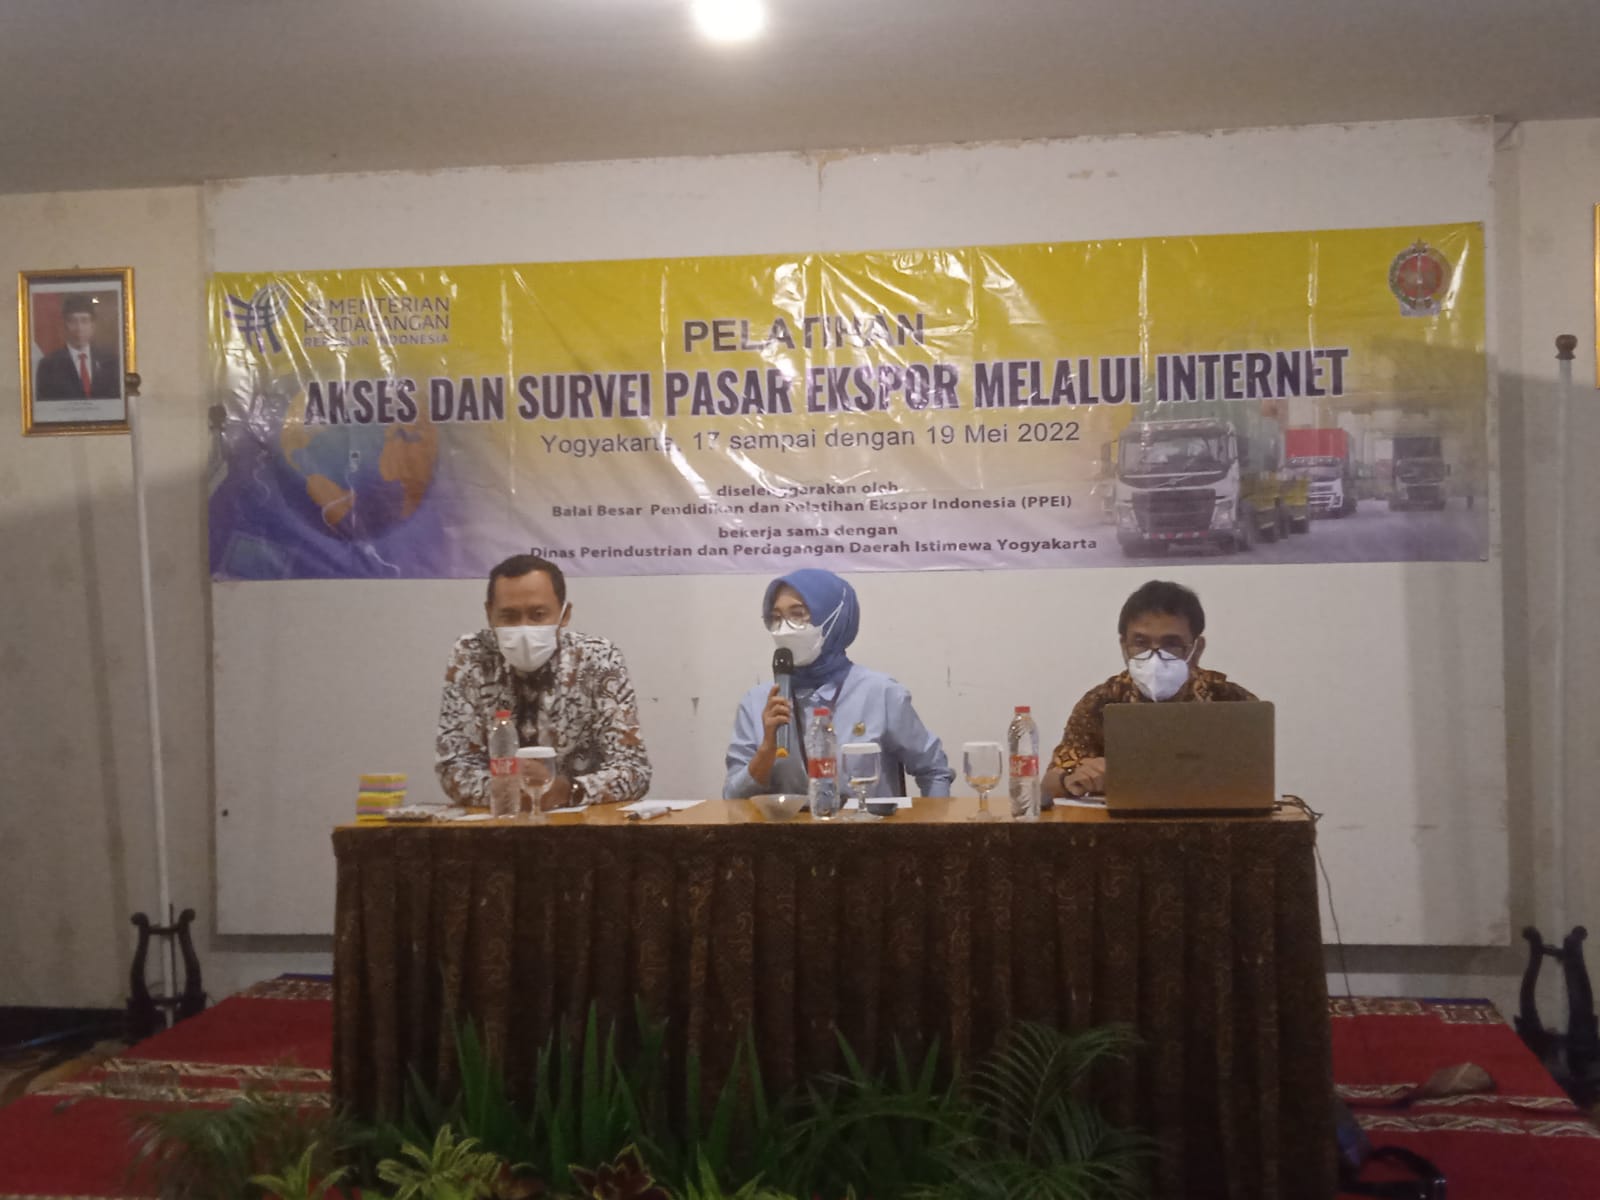 KEMENTERIAN
PERDAGANGAN
REPUBLIK INDONESIA
PELATIHAN
AKSES DAN SURVEI PASAR EKSPOR MELALUI INTERNET
Yogyakarta, 17 sampai dengan 19 Mei 2022
diselenggarakan oleh
Balai Besar Pendidikan dan Pelatihan Ekspor Indonesia (PPEI)
bekerja sama dengan
Dinas Perindustrian dan Perdagangan Daerah Istimewa Yogyakarta